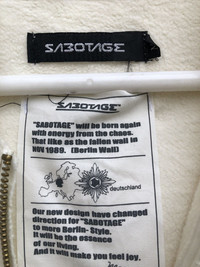 SABOTAGE
SABOTAGE
"SABOTAGE" will be born again
with energy from the chaos.
That like as the fallen wall in
NOV 1989. (Berlin Wall)
deutschland
Our new design have changed
direction for "SABOTAGE"
to more Berlin-Style.
It will be the essence
of our living.
And it will make you feel joy.